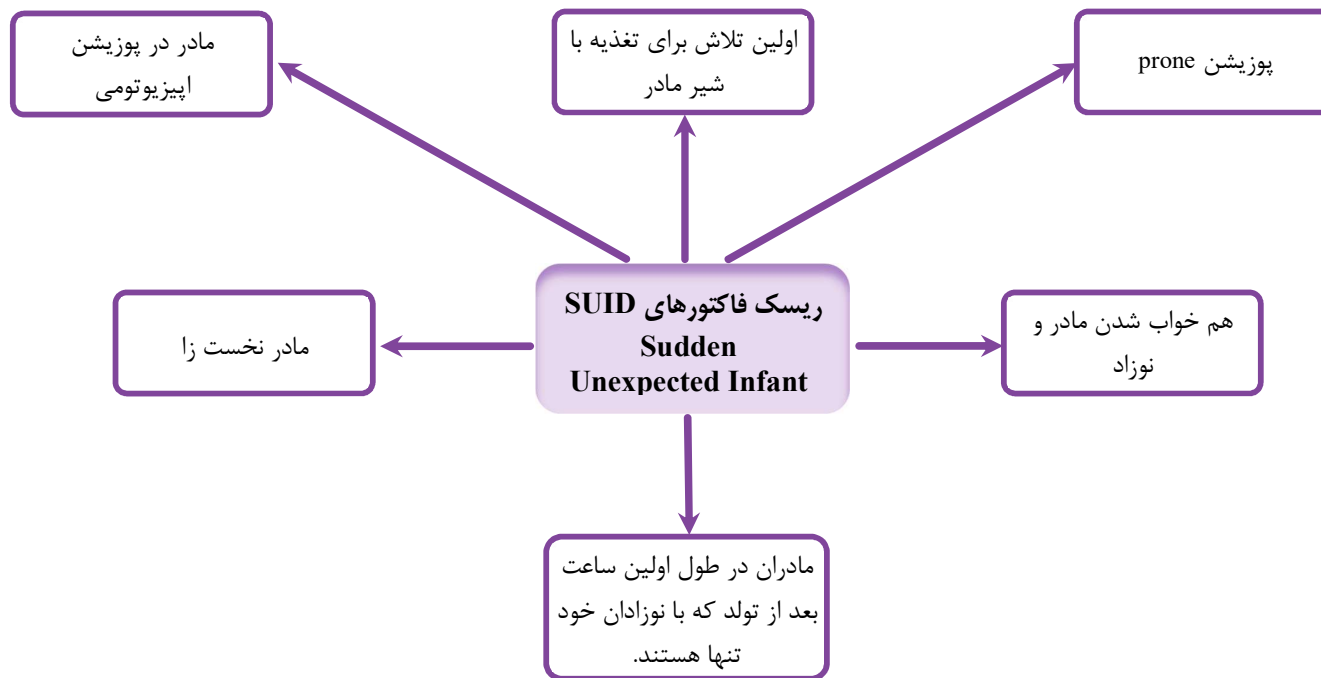 پوزیشن prone
اولین تلاش برای تغذیه با
شیر مادر
مادر در پوزیشن
اپیزیوتومی
ریسک فاکتورهای SUID
Sudden
Unexpected Infant
هم خواب شدن مادر و
نوزاد
مادر نخست زا
مادران در طول اولین ساعت
بعد از تولد که با نوزادان خود
تنها هستند.